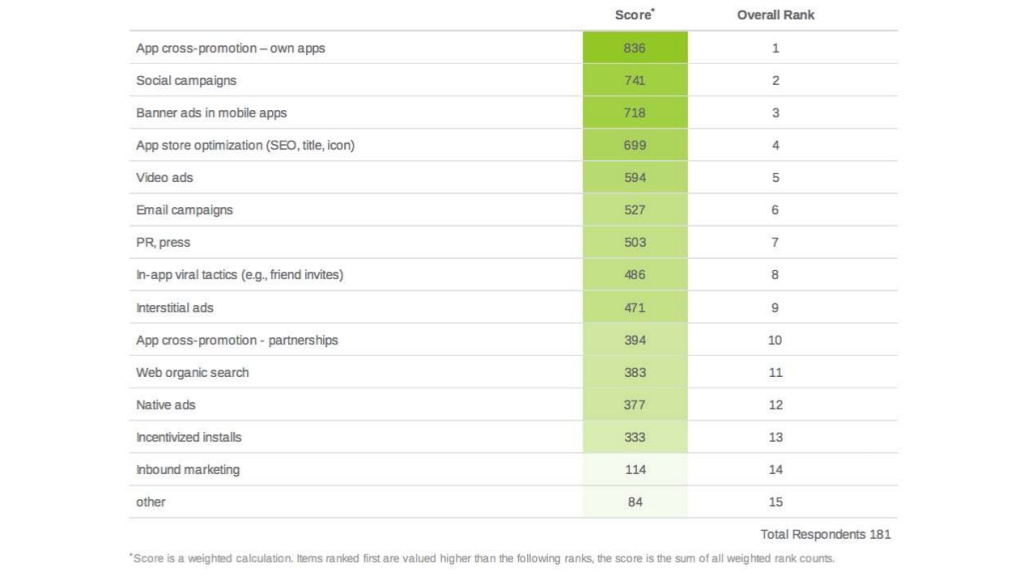 Score* Overall Rank
App cross-promotion – own apps 836 1
Social campaigns 741 2
Banner ads in mobile apps 718 3
App store optimization (SEO, title, icon) 699 4
Video ads 594 5
Email campaigns 527 6
PR, press 503 7
In-app viral tactics (e.g., friend invites) 486 8
Interstitial ads 471 9
App cross-promotion - partnerships 394 10
Web organic search 383 11
Native ads 377 12
Incentivized installs 333 13
Inbound marketing 114 14
other 84 15
Total Respondents 181
*Score is a weighted calculation. Items ranked first are valued higher than the following ranks, the score is the sum of all weighted rank counts.